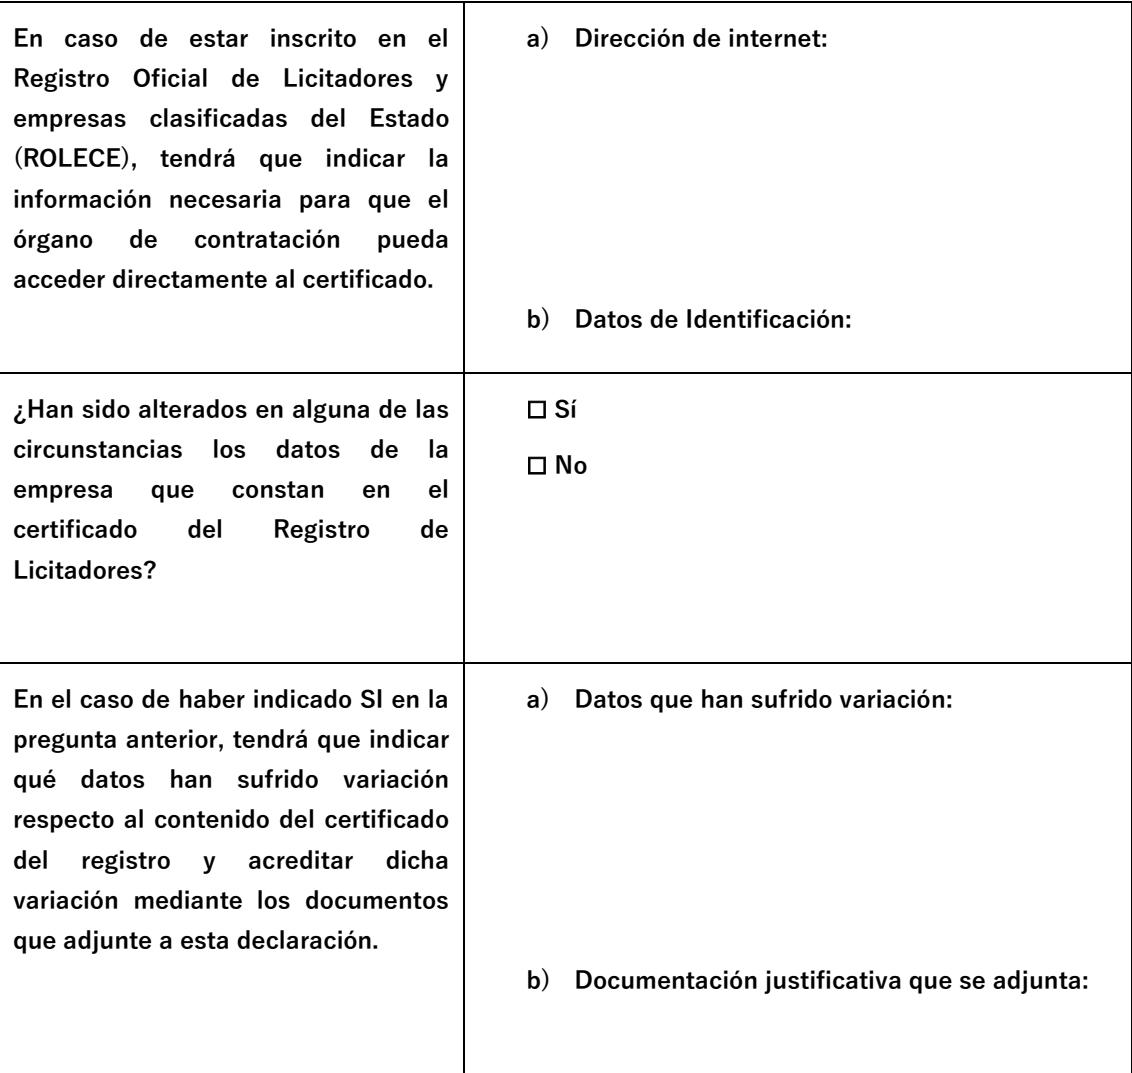 En caso de estar inscrito en el
Registro Oficial de Licitadores y
empresas clasificadas del Estado
(ROLECE), tendrá que indicar la
información necesaria para que el
órgano de contratación pueda
acceder directamente al certificado.
a) Dirección de internet:
b) Datos de Identificación:
¿Han sido alterados en alguna de las
circunstancias los datos de la
empresa que constan en el
certificado del Registro de
Licitadores?
☐ Sí
☐ No
En el caso de haber indicado SI en la
pregunta anterior, tendrá que indicar
qué datos han sufrido variación
respecto al contenido del certificado
del registro y acreditar dicha
variación mediante los documentos
que adjunte a esta declaración.
a) Datos que han sufrido variación:
b) Documentación justificativa que se adjunta: